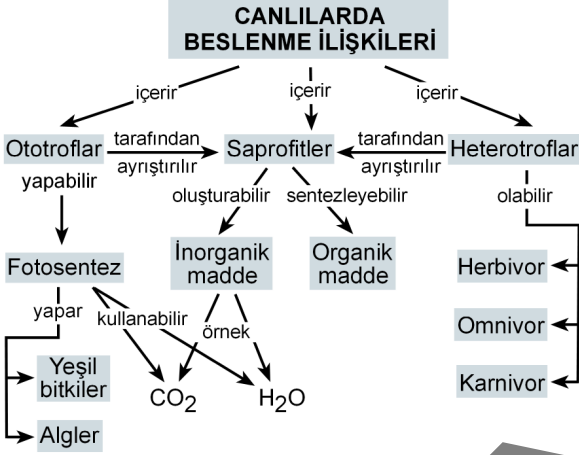 CANLILARDA
BESLENME İLİŞKİLERİ
içerir
içerir
içerir
Ototroflar
tarafından
ayrıştırılır
Saprofitler
tarafından
ayrıştırılır
Heterotroflar
yapabilir
oluşturabilir
sentezleyebilir
olabilir
Fotosentez
İnorganik
madde
Organik
madde
Herbivor
yapar
kullanabilir
örnek
Omnivor
Yeşil
bitkiler
CO2
H2O
Karnivor
Algler